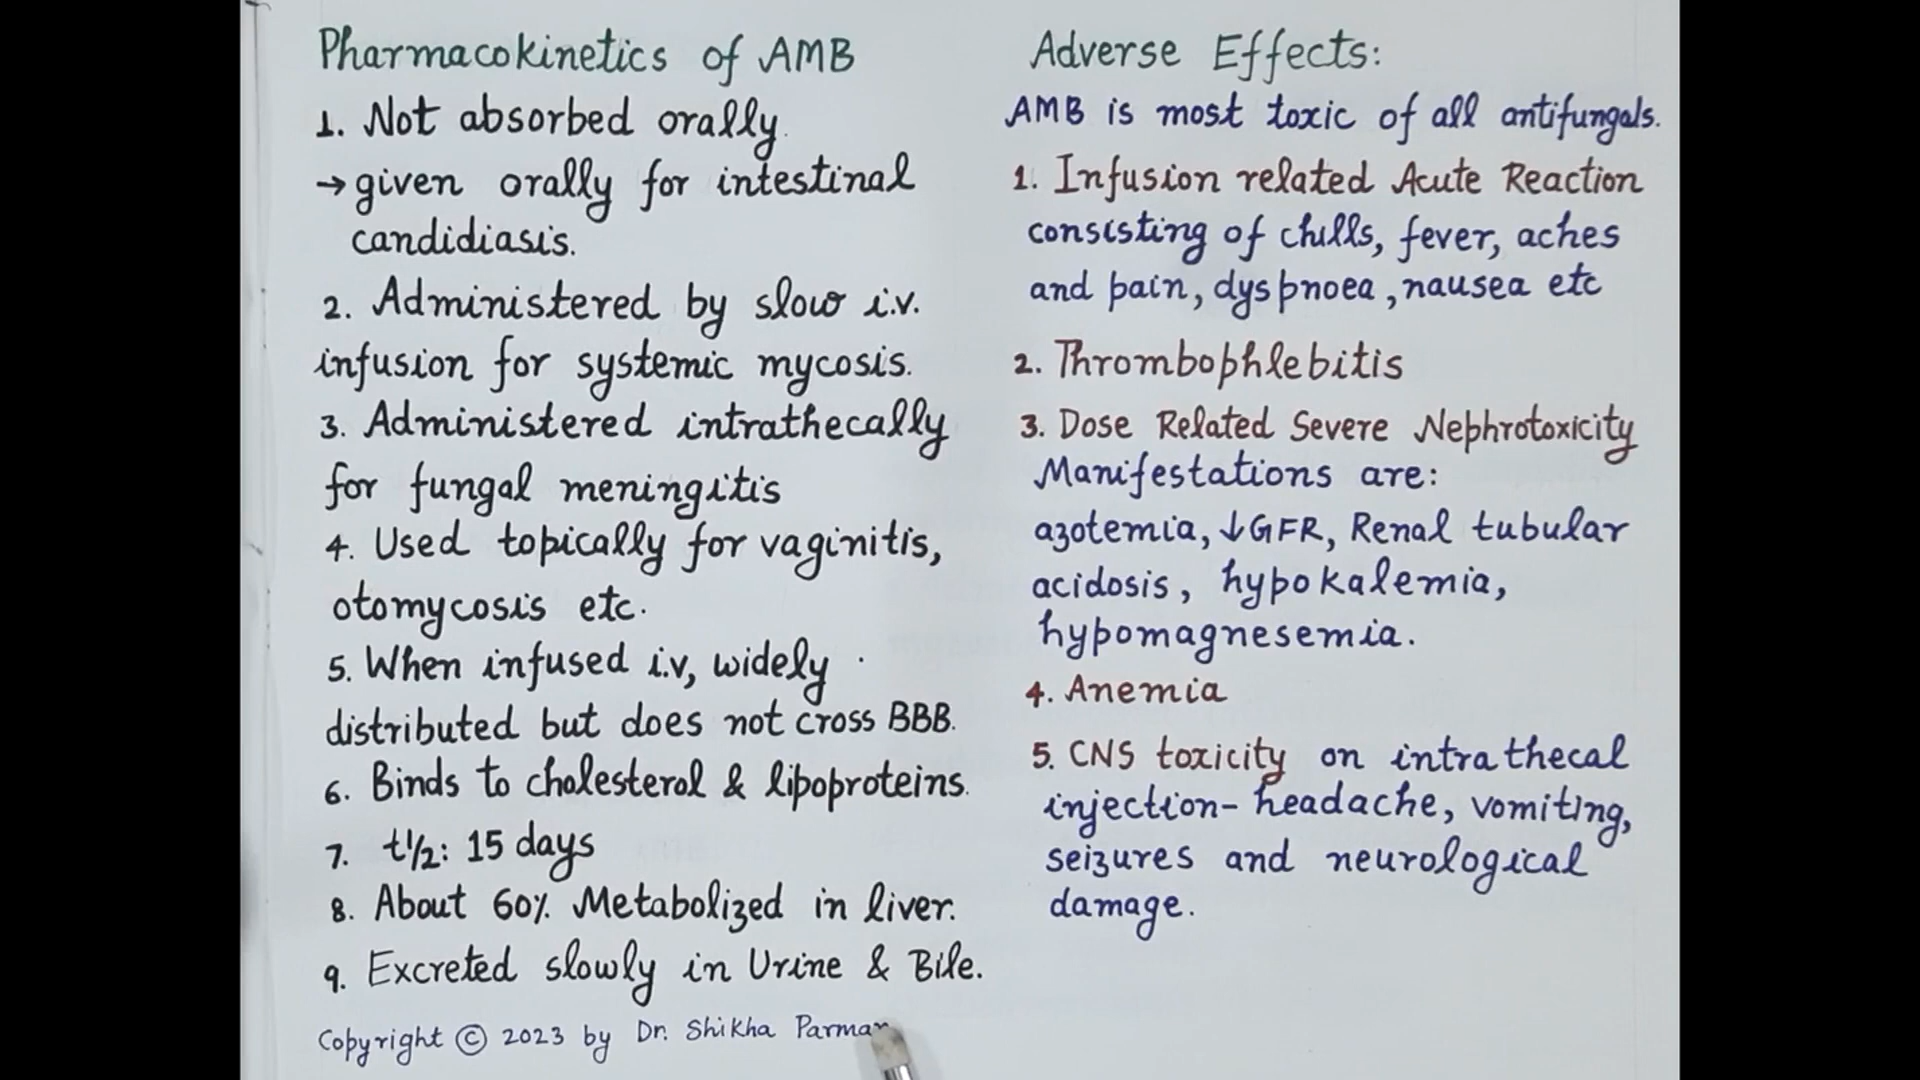 Pharmacokinetics of AMB
1. Not absorbed orally.
→ given orally for intestinal
candidiasis.
2. Administered by slow i.v.
infusion for systemic mycosis.
3. Administered intrathecally
for fungal meningitis
4. Used topically for vaginitis,
otomycosis etc.
5. When infused i.v, widely
distributed but does not cross BBB.
6. Binds to cholesterol & lipoproteins.
7. t1/2: 15 days
8. About 60% Metabolized in liver.
9. Excreted slowly in Urine & Bile.
Copyright © 2023 by Dr. Shikha Parmar
Adverse Effects:
AMB is most toxic of all antifungals.
1. Infusion related Acute Reaction
consisting of chills, fever, aches
and pain, dyspnoea, nausea etc
2. Thrombophlebitis
3. Dose Related Severe Nephrotoxicity
Manifestations are:
azotemia, ↓GFR, Renal tubular
acidosis, hypokalemia,
hypomagnesemia.
4. Anemia
5. CNS toxicity on intrathecal
injection- headache, vomiting,
seizures and neurological
damage.